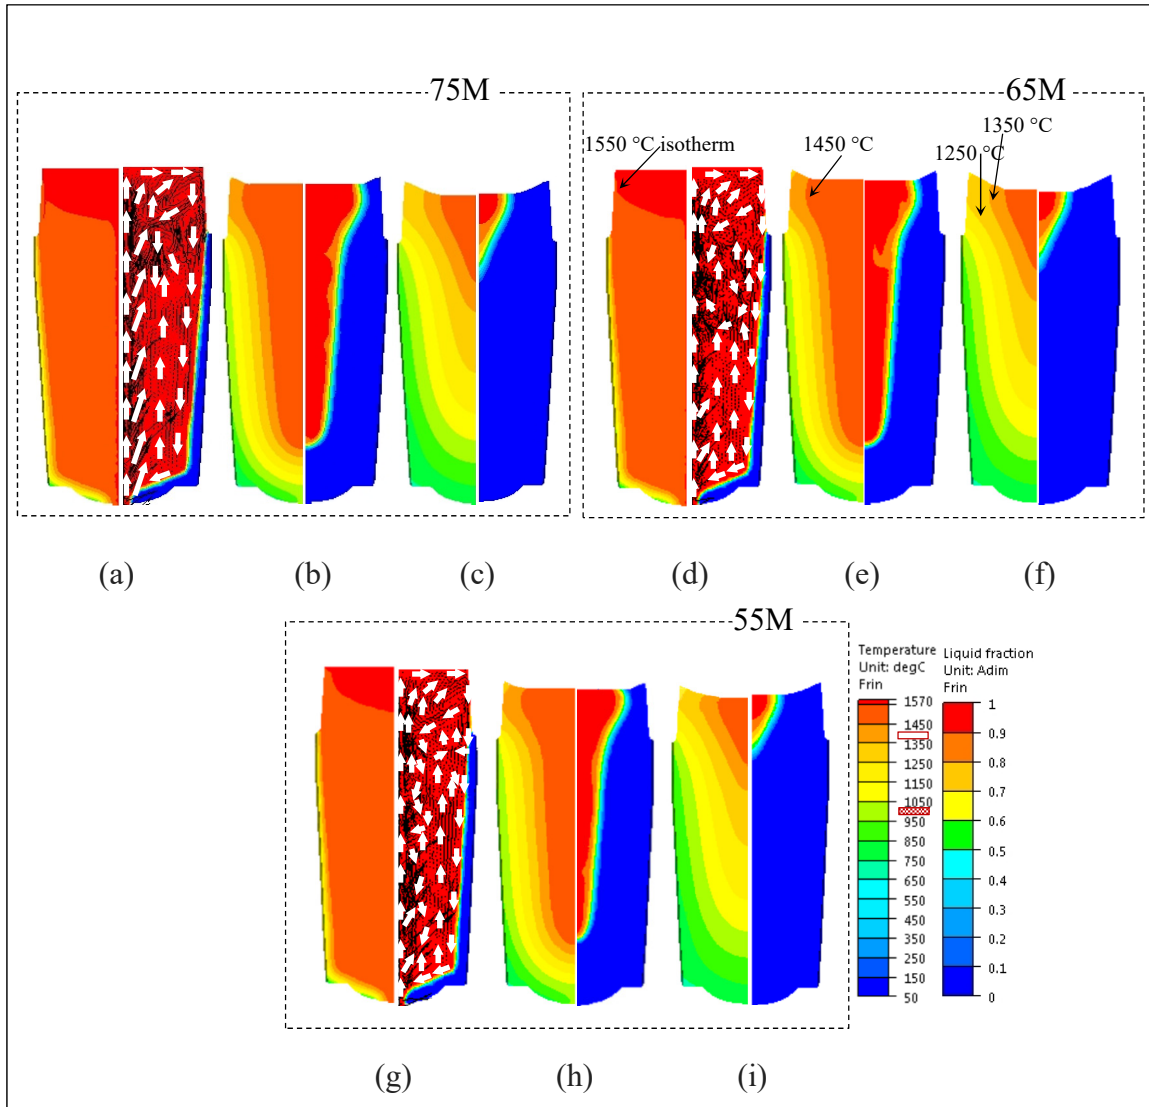 75M
65M
1550 °C isotherm
1450 °C
1350 °C
1250 °C
(a)
(b)
(c)
(d)
(e)
(f)
55M
Temperature
Unit: degC
Frin
1570
1450
1350
1250
1150
1050
950
850
750
650
550
450
350
250
150
50
Liquid fraction
Unit: Adim
Frin
1
0.9
0.8
0.7
0.6
0.5
0.4
0.3
0.2
0.1
0
(g)
(h)
(i)